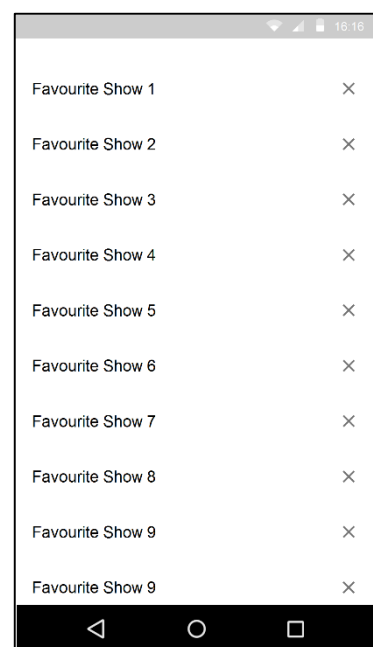 16:16
Favourite Show 1
Favourite Show 2
Favourite Show 3
Favourite Show 4
Favourite Show 5
Favourite Show 6
Favourite Show 7
Favourite Show 8
Favourite Show 9
Favourite Show 9